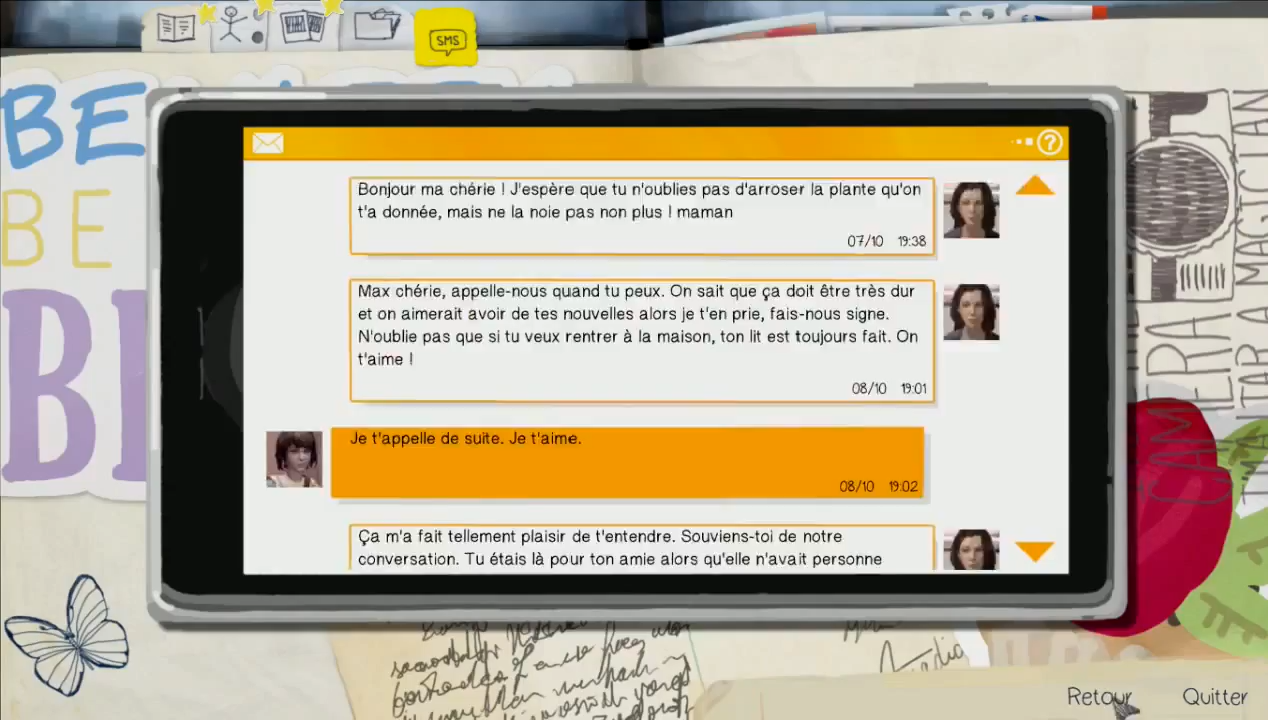 SMS
BE
BE
Bonjour ma chérie ! J'espère que tu n'oublies pas d'arroser la plante qu'on
t'a donnée, mais ne la noie pas non plus ! maman
07/10 19:38
Max chérie, appelle-nous quand tu peux. On sait que ça doit être très dur
et on aimerait avoir de tes nouvelles alors je t'en prie, fais-nous signe.
N'oublie pas que si tu veux rentrer à la maison, ton lit est toujours fait. On
t'aime !
08/10 19:01
Je t'appelle de suite. Je t'aime.
08/10 19:02
Ça m'a fait tellement plaisir de t'entendre. Souviens-toi de notre
conversation. Tu étais là pour ton amie alors qu'elle n'avait personne
CAMERA
MAGICIAN
Retour Quitter